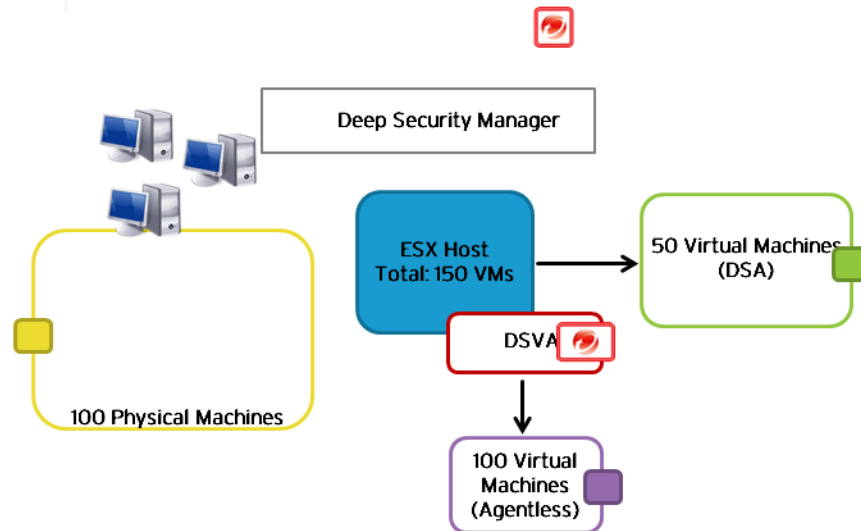 Deep Security Manager
ESX Host
Total: 150 VMs
50 Virtual Machines
(DSA)
DSVA
100 Physical Machines
100 Virtual
Machines
(Agentless)